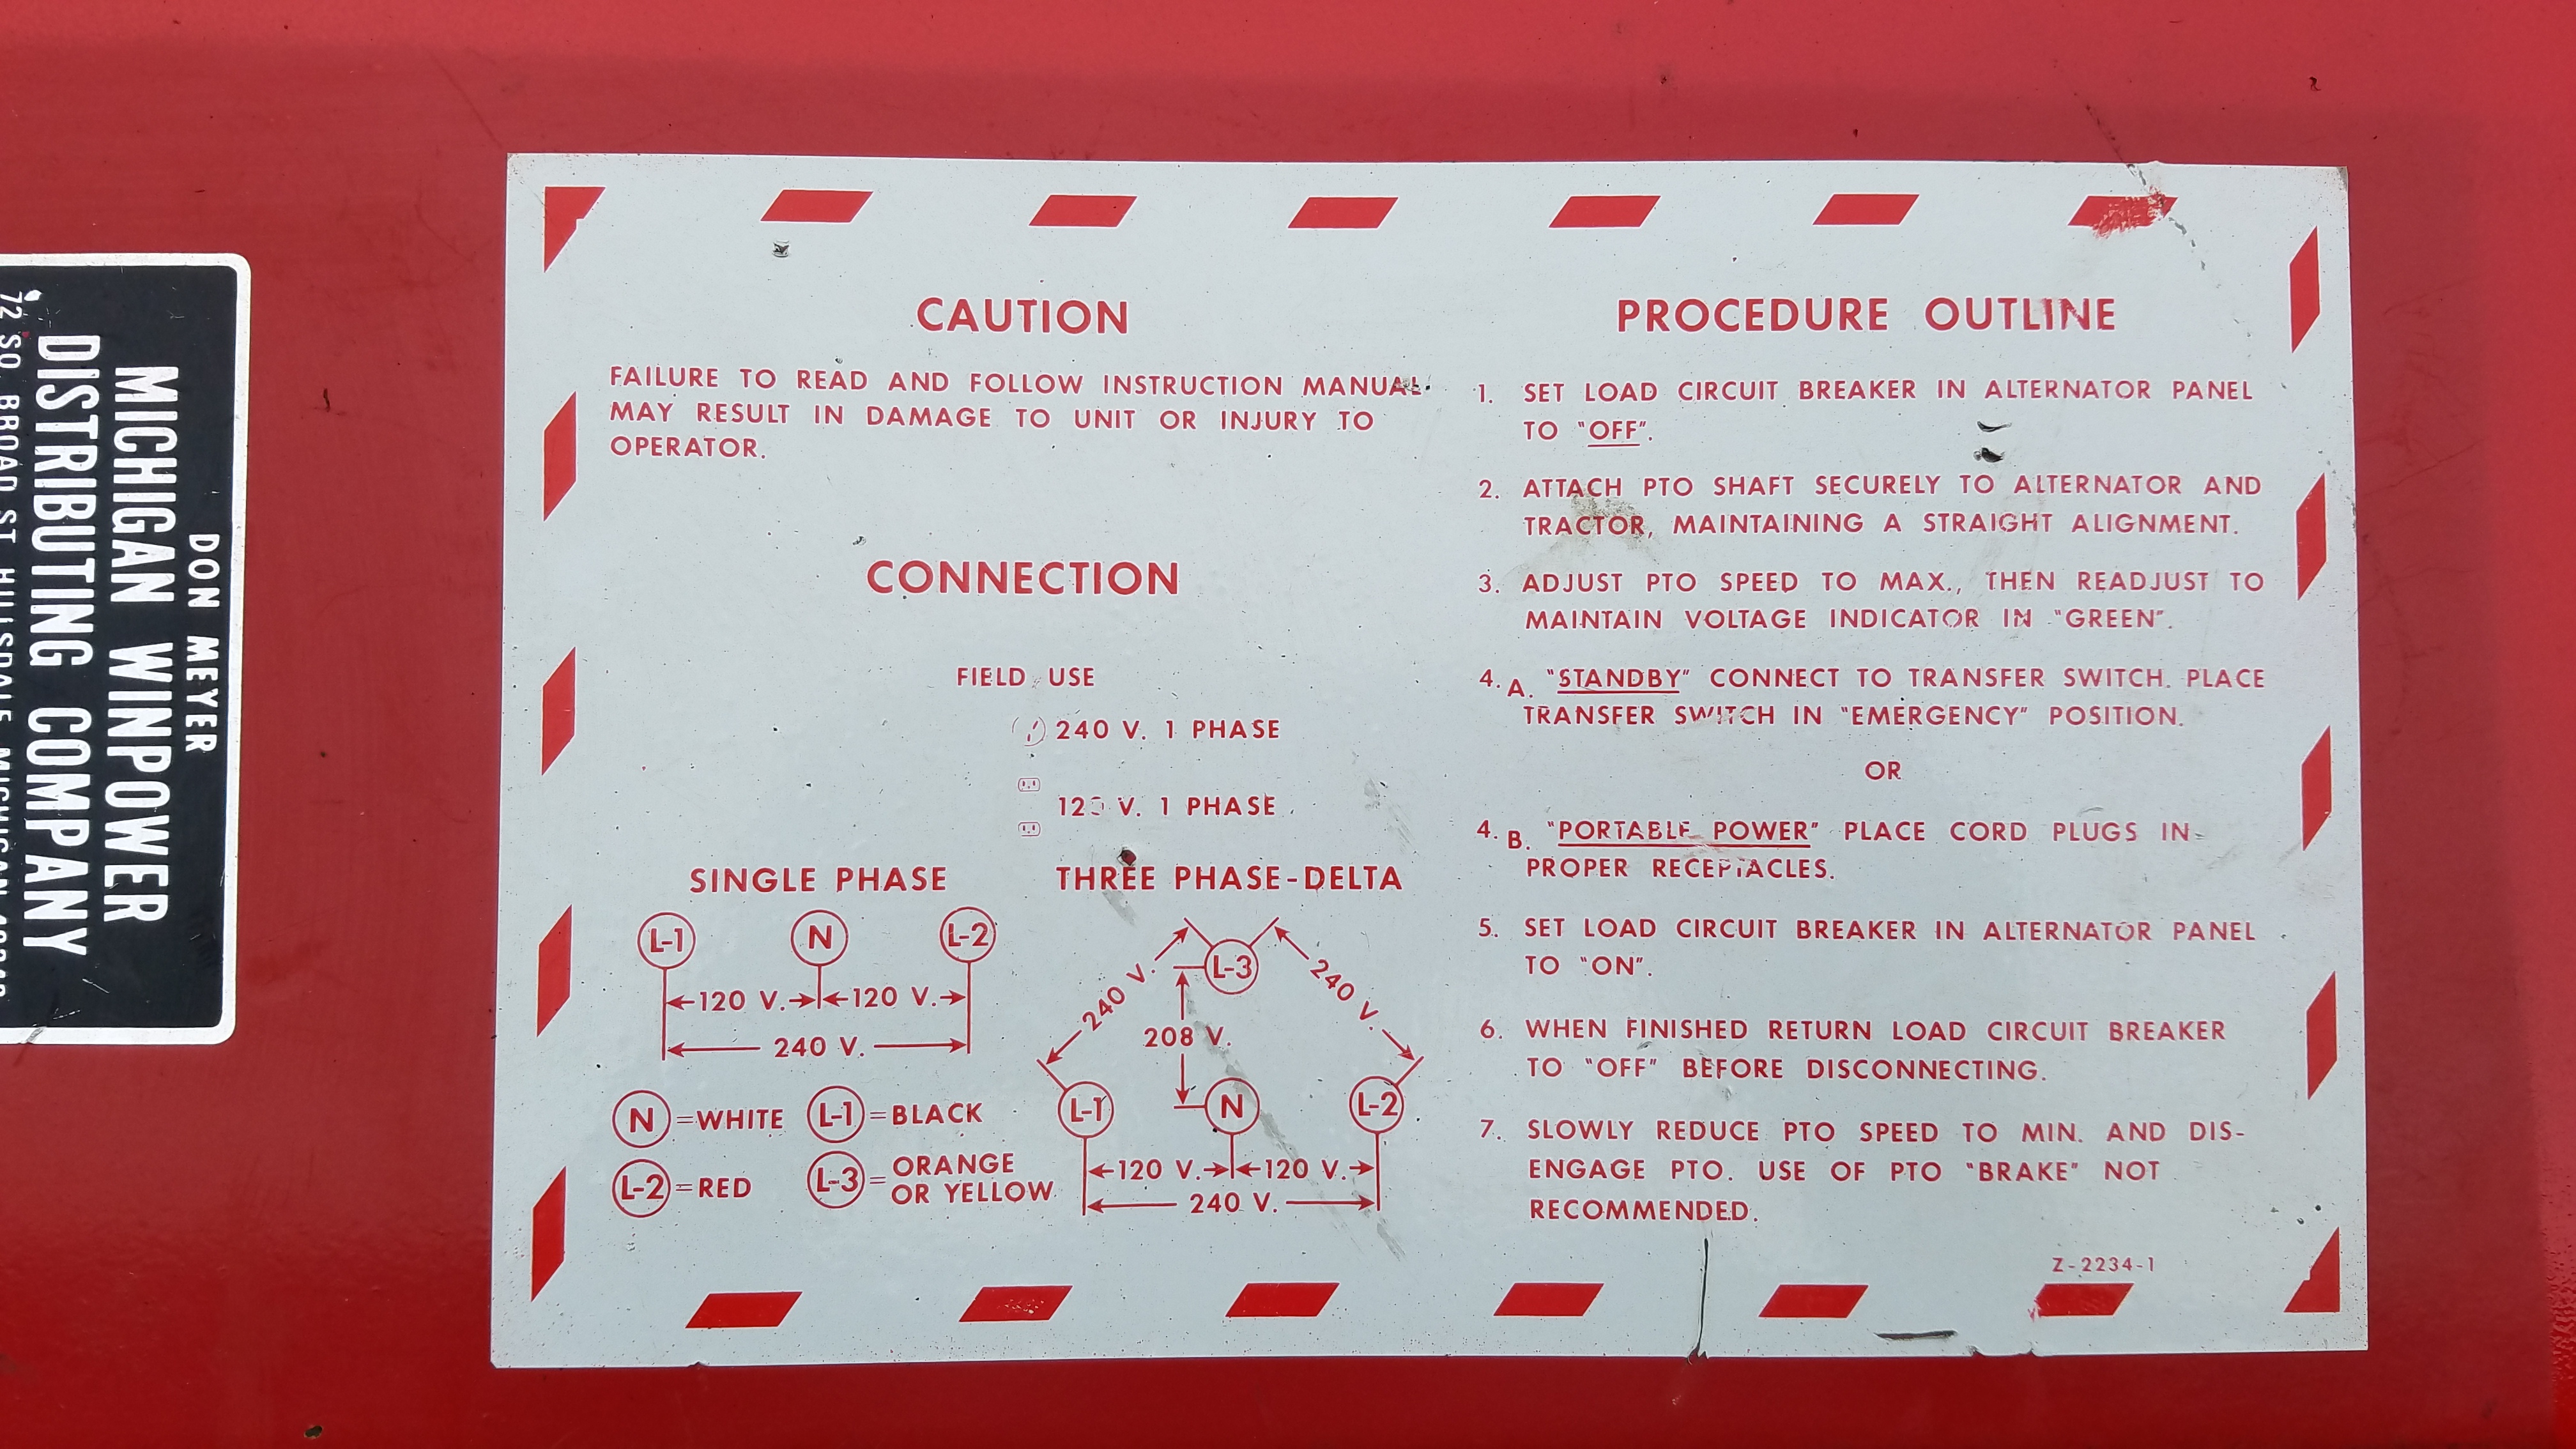 DON MEYER
MICHIGAN WINPOWER
DISTRIBUTING COMPANY
72 SO. BROAD ST. HILLSDALE MICHIGAN
CAUTION
FAILURE TO READ AND FOLLOW INSTRUCTION MANUAL
MAY RESULT IN DAMAGE TO UNIT OR INJURY TO
OPERATOR.
CONNECTION
FIELD USE
240 V. 1 PHASE
120 V. 1 PHASE
SINGLE PHASE
L-1 N L-2
120 V. 120 V.
240 V.
N =WHITE L-1 =BLACK
L-2 =RED L-3 = ORANGE
OR YELLOW
THREE PHASE-DELTA
L-3
240 V. 240 V.
208 V.
L-1 N L-2
120 V. 120 V.
240 V.
PROCEDURE OUTLINE
1. SET LOAD CIRCUIT BREAKER IN ALTERNATOR PANEL
TO "OFF".
2. ATTACH PTO SHAFT SECURELY TO ALTERNATOR AND
TRACTOR, MAINTAINING A STRAIGHT ALIGNMENT.
3. ADJUST PTO SPEED TO MAX., THEN READJUST TO
MAINTAIN VOLTAGE INDICATOR IN "GREEN".
4. A. "STANDBY" CONNECT TO TRANSFER SWITCH. PLACE
TRANSFER SWITCH IN "EMERGENCY" POSITION.
OR
4. B. "PORTABLE POWER" PLACE CORD PLUGS IN
PROPER RECEPTACLES.
5. SET LOAD CIRCUIT BREAKER IN ALTERNATOR PANEL
TO "ON".
6. WHEN FINISHED RETURN LOAD CIRCUIT BREAKER
TO "OFF" BEFORE DISCONNECTING.
7. SLOWLY REDUCE PTO SPEED TO MIN. AND DIS-
ENGAGE PTO. USE OF PTO "BRAKE" NOT
RECOMMENDED.
Z-2234-1